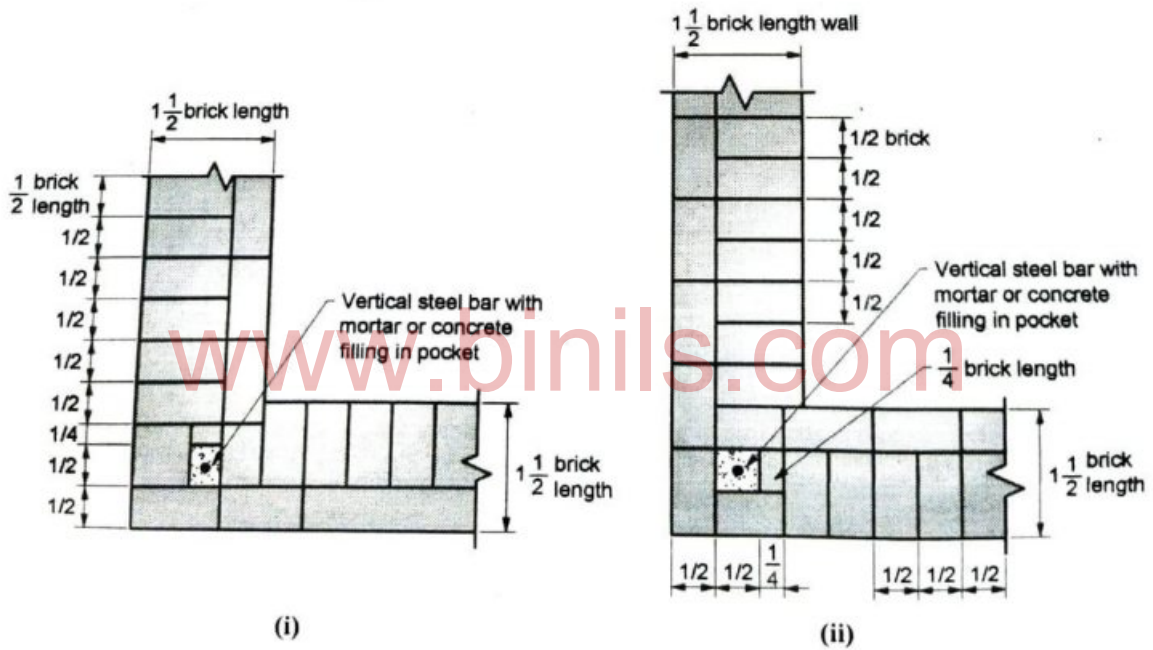 1 1/2 brick length
1/2 brick
length
1/2
1/2
1/2
1/2
1/2
1/4
1/2
1/2
Vertical steel bar with
mortar or concrete
filling in pocket
1 1/2 brick
length
(i)
1 1/2 brick length wall
1/2 brick
1/2
1/2
1/2
1/2
Vertical steel bar with
mortar or concrete
filling in pocket
1/4 brick length
1 1/2 brick
length
1/2 1/2 1/4 1/2 1/2 1/2
(ii)
www.binils.com